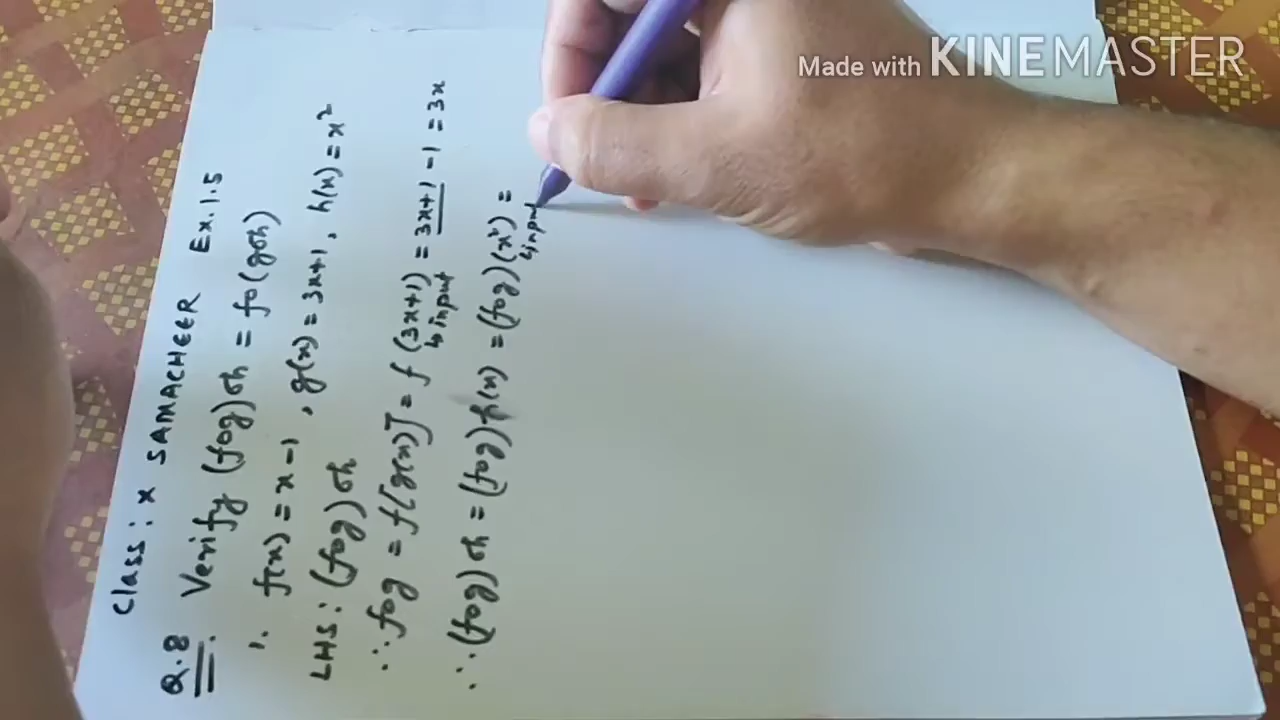 Made with KINEMASTER
Class : X SAMACHEER Ex.1.5
Q.8. Verify (fog)oh = fo(goh)
1. f(x) = x-1, g(x) = 3x+1, h(x) = x²
LHS : (fog)oh
∴ fog = f[g(x)] = f(3x+1) = 3x+1 -1 = 3x
↳ input
∴ (fog)oh = (fog)h(x) = (fog)(x²) =
↳ input